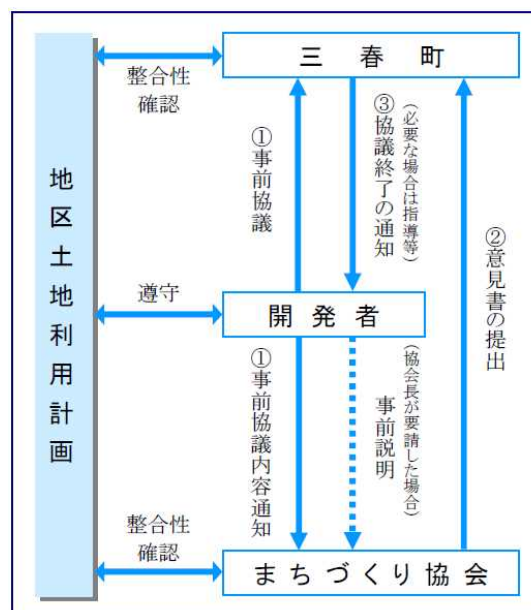 三春町
整合性
確認
①事前協議
③協議終了の通知
（必要な場合は指導等）
②意見書の提出
地区土地利用計画
遵守
開発者
①事前協議内容通知
事前説明
（協会長が要請した場合）
整合性
確認
まちづくり協会